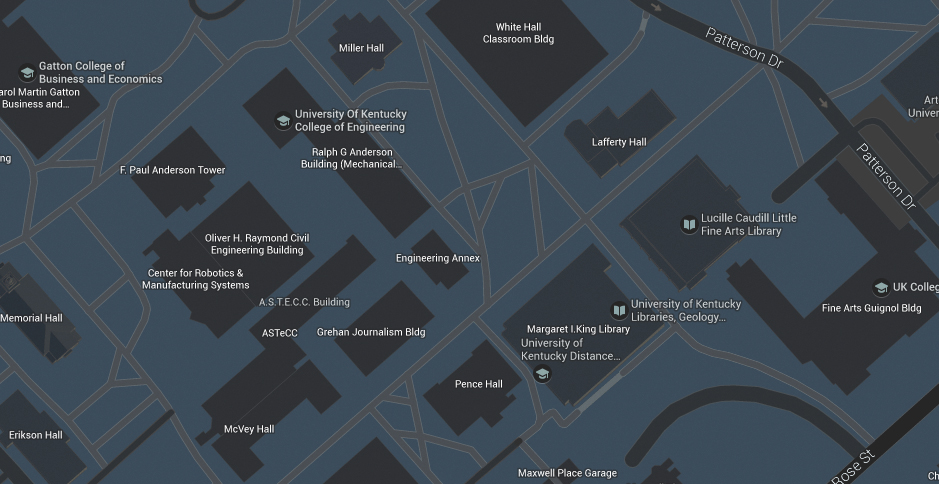 White Hall
Classroom Bldg
Patterson Dr
Miller Hall
Gatton College of
Business and Economics
arol Martin Gatton
Business and...
Art
Univer
University Of Kentucky
College of Engineering
Lafferty Hall
Ralph G Anderson
Building (Mechanical...
ng
F. Paul Anderson Tower
Patterson Dr
Lucille Caudill Little
Fine Arts Library
Oliver H. Raymond Civil
Engineering Building
Engineering Annex
Center for Robotics &
Manufacturing Systems
UK Colleg
A.S.T.E.C.C. Building
University of Kentucky
Libraries, Geology...
Fine Arts Guignol Bldg
Memorial Hall
ASTeCC
Grehan Journalism Bldg
Margaret I.King Library
University of
Kentucky Distance...
Pence Hall
McVey Hall
Erikson Hall
Rose St
Maxwell Place Garage
Ch